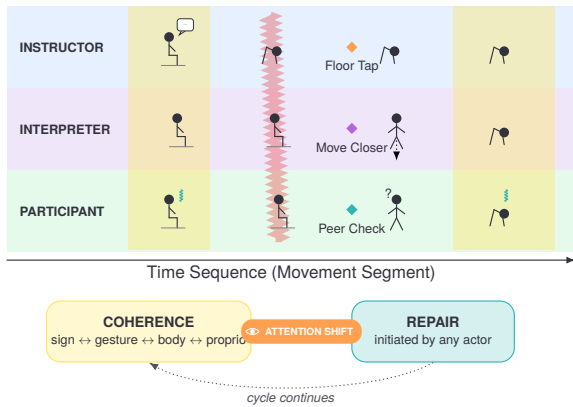 INSTRUCTOR
Floor Tap
INTERPRETER
Move Closer
?
PARTICIPANT
Peer Check
Time Sequence (Movement Segment)
COHERENCE
sign ↔ gesture ↔ body ↔ proprio
ATTENTION SHIFT
REPAIR
initiated by any actor
cycle continues